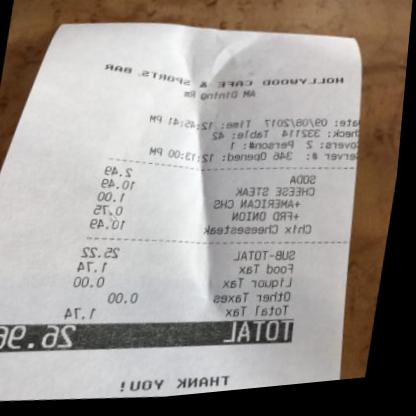 HOLLYWOOD CAFE & SPORTS BAR
AM Dining Rm
Date: 09/08/2017 Time: 12:45:41 PM
Check: 332114 Table: 42
Covers: 2 Person#: 1
Server #: 346 Opened: 12:13:00 PM
SODA 2.49
CHEESE STEAK 10.49
+AMERICAN CHS 1.00
+FRD ONION 0.75
Chix Cheesesteak 10.49
SUB-TOTAL 25.22
Food Tax 1.74
Liquor Tax 0.00
Other Taxes 0.00
Total Tax 1.74
TOTAL 26.96
THANK YOU!